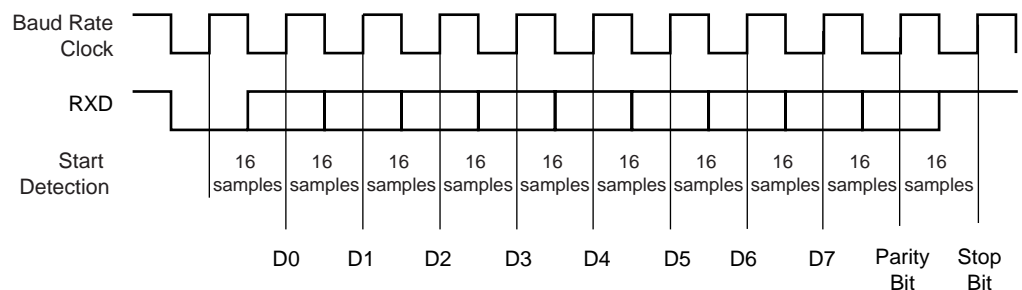 Baud Rate
Clock
RXD
Start
Detection
16 16 16 16 16 16 16 16 16 16
samples samples samples samples samples samples samples samples samples samples
D0 D1 D2 D3 D4 D5 D6 D7 Parity Stop
Bit Bit